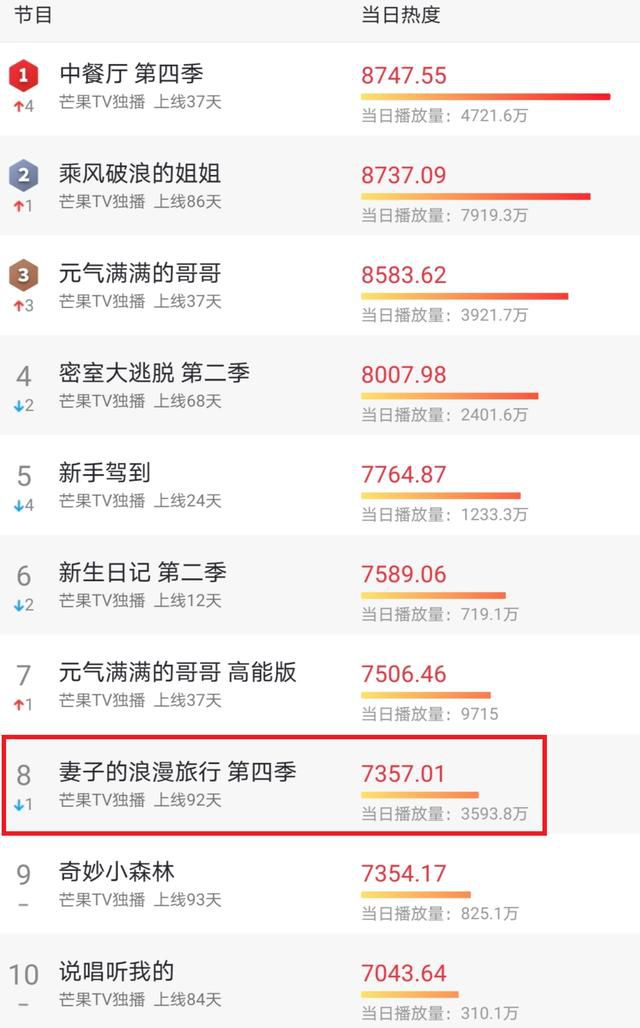 节目 当日热度
1 中餐厅 第四季 8747.55
↑4 芒果TV独播 上线37天 当日播放量：4721.6万
2 乘风破浪的姐姐 8737.09
↑1 芒果TV独播 上线86天 当日播放量：7919.3万
3 元气满满的哥哥 8583.62
↑3 芒果TV独播 上线37天 当日播放量：3921.7万
4 密室大逃脱 第二季 8007.98
↓2 芒果TV独播 上线68天 当日播放量：2401.6万
5 新手驾到 7764.87
↓4 芒果TV独播 上线24天 当日播放量：1233.3万
6 新生日记 第二季 7589.06
↓2 芒果TV独播 上线12天 当日播放量：719.1万
7 元气满满的哥哥 高能版 7506.46
↑1 芒果TV独播 上线37天 当日播放量：9715
8 妻子的浪漫旅行 第四季 7357.01
↓1 芒果TV独播 上线92天 当日播放量：3593.8万
9 奇妙小森林 7354.17
– 芒果TV独播 上线93天 当日播放量：825.1万
10 说唱听我的 7043.64
– 芒果TV独播 上线84天 当日播放量：310.1万